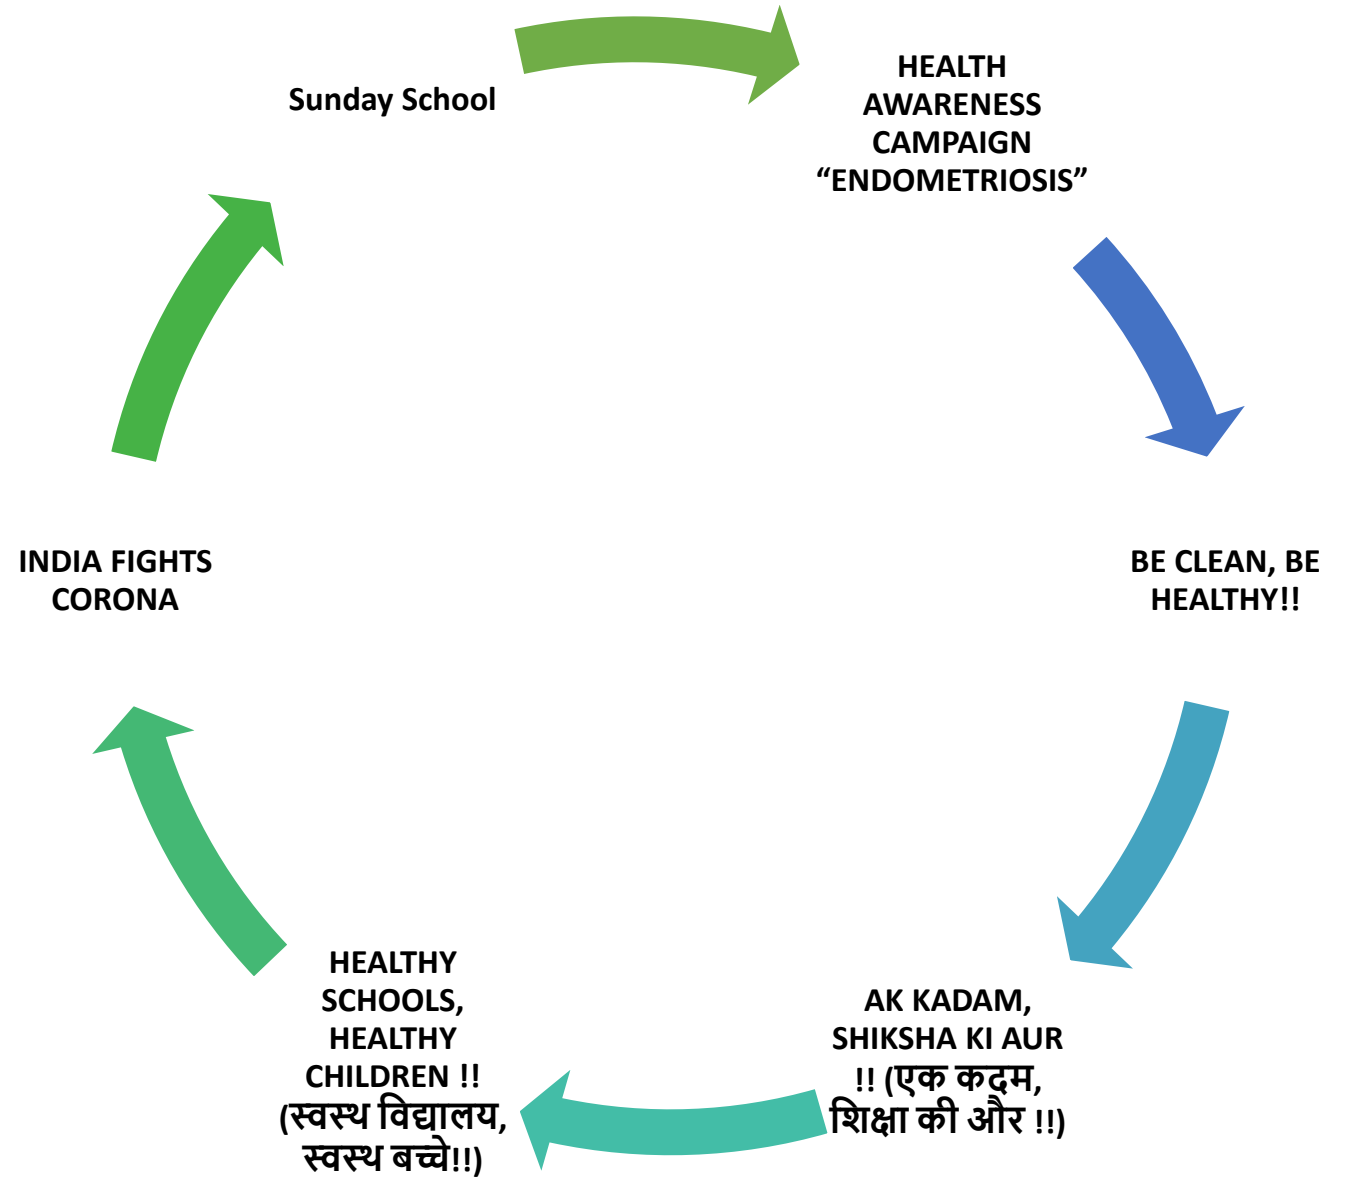 Sunday School
HEALTH
AWARENESS
CAMPAIGN
“ENDOMETRIOSIS”
BE CLEAN, BE
HEALTHY!!
AK KADAM,
SHIKSHA KI AUR
!! (एक कदम,
शिक्षा की और !!)
HEALTHY
SCHOOLS,
HEALTHY
CHILDREN !!
(स्वस्थ विद्यालय,
स्वस्थ बच्चे!!)
INDIA FIGHTS
CORONA